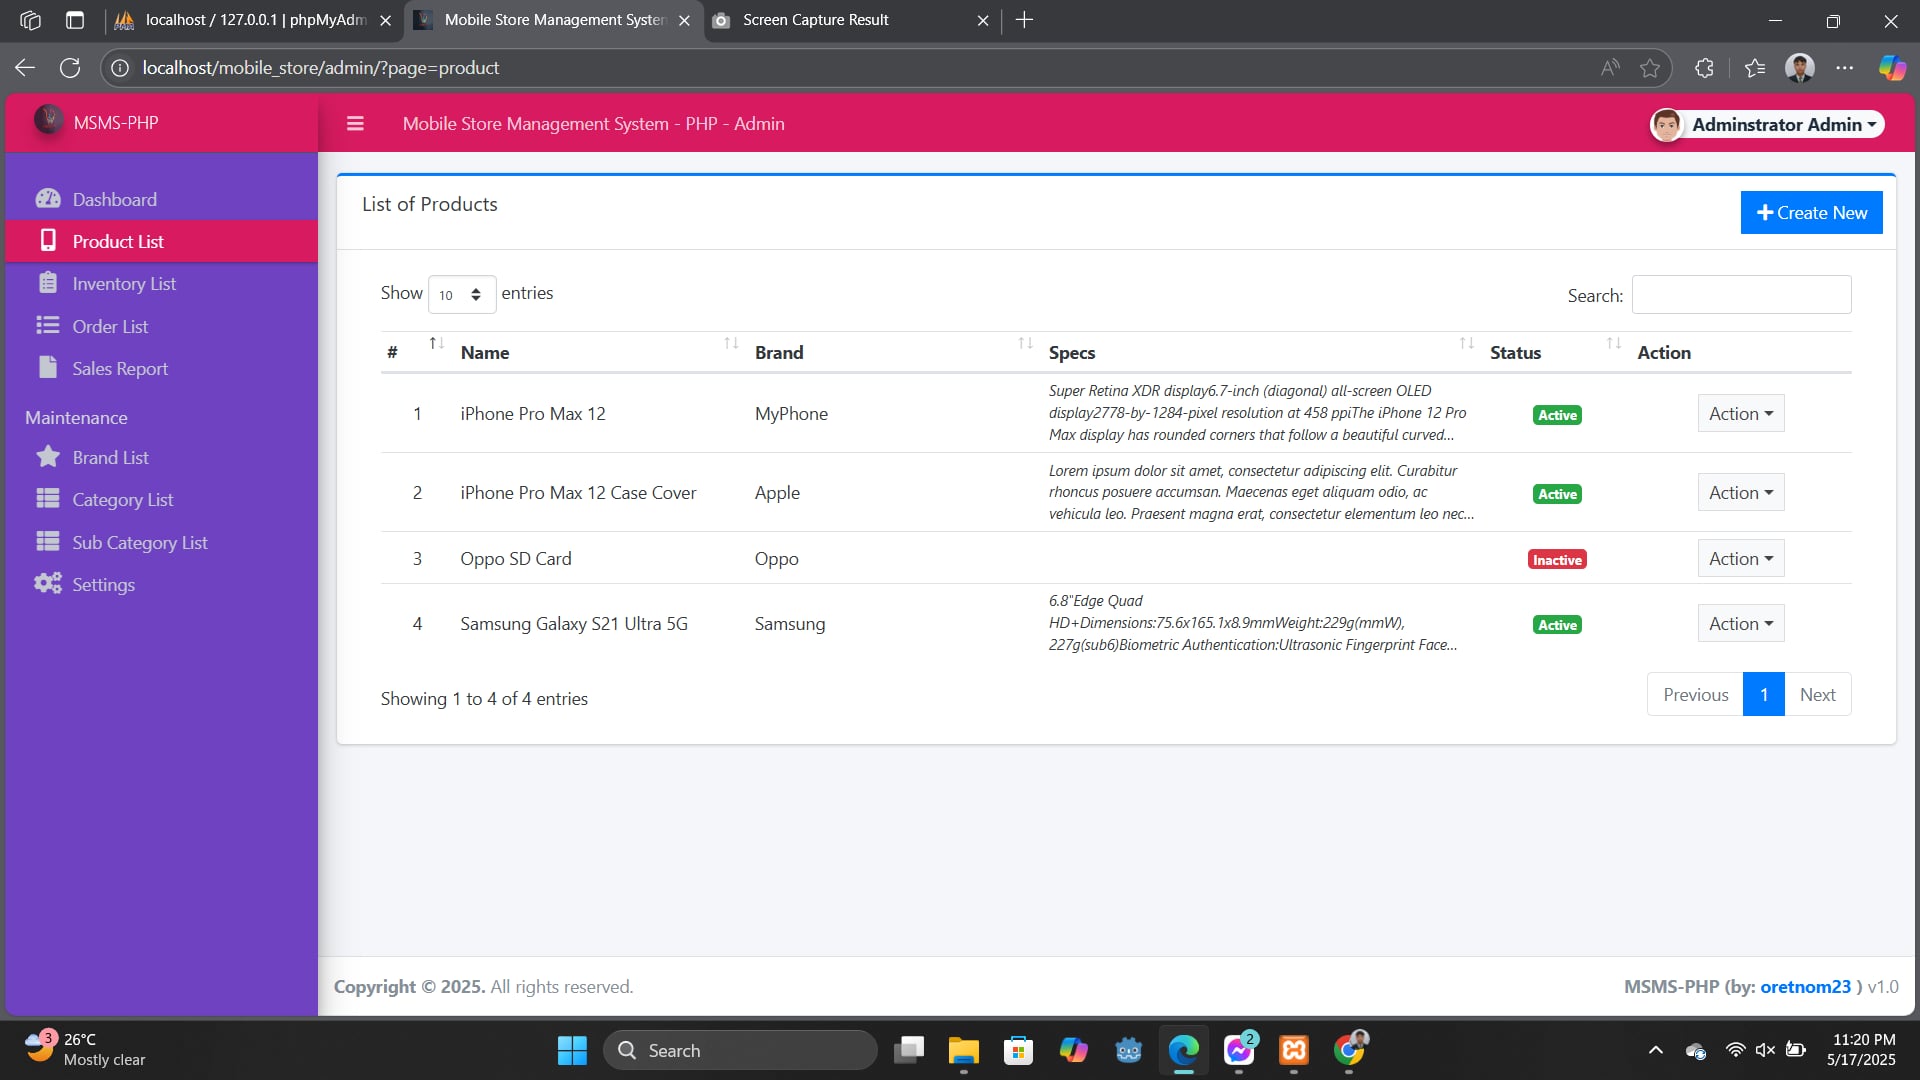 localhost / 127.0.0.1 | phpMyAdm
Mobile Store Management System
Screen Capture Result
localhost/mobile_store/admin/?page=product
MSMS-PHP
Mobile Store Management System - PHP - Admin
Adminstrator Admin
Dashboard
Product List
Inventory List
Order List
Sales Report
Maintenance
Brand List
Category List
Sub Category List
Settings
List of Products
Create New
Show 10 entries
Search:
# Name Brand Specs Status Action
1 iPhone Pro Max 12 MyPhone
Super Retina XDR display6.7-inch (diagonal) all-screen OLED
display2778-by-1284-pixel resolution at 458 ppiThe iPhone 12 Pro
Max display has rounded corners that follow a beautiful curved...
Active Action
2 iPhone Pro Max 12 Case Cover Apple
Lorem ipsum dolor sit amet, consectetur adipiscing elit. Curabitur
rhoncus posuere accumsan. Maecenas eget aliquam odio, ac
vehicula leo. Praesent magna erat, consectetur elementum leo nec...
Active Action
3 Oppo SD Card Oppo Inactive Action
4 Samsung Galaxy S21 Ultra 5G Samsung
6.8"Edge Quad
HD+Dimensions:75.6x165.1x8.9mmWeight:229g(mmW),
227g(sub6)Biometric Authentication:Ultrasonic Fingerprint Face...
Active Action
Showing 1 to 4 of 4 entries
Previous 1 Next
Copyright © 2025. All rights reserved.
MSMS-PHP (by: oretnom23 ) v1.0
3
26°C
Mostly clear
Search
2
11:20 PM
5/17/2025